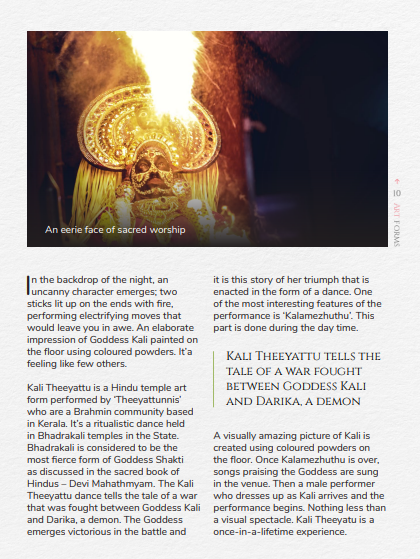 An eerie face of sacred worship
10
ART FORMS
In the backdrop of the night, an
uncanny character emerges; two
sticks lit up on the ends with fire,
performing electrifying moves that
would leave you in awe. An elaborate
impression of Goddess Kali painted on
the floor using coloured powders. It'a
feeling like few others.
Kali Theeyattu is a Hindu temple art
form performed by 'Theeyattunnis'
who are a Brahmin community based
in Kerala. It's a ritualistic dance held
in Bhadrakali temples in the State.
Bhadrakali is considered to be the
most fierce form of Goddess Shakti
as discussed in the sacred book of
Hindus – Devi Mahathmyam. The Kali
Theeyattu dance tells the tale of a war
that was fought between Goddess Kali
and Darika, a demon. The Goddess
emerges victorious in the battle and
it is this story of her triumph that is
enacted in the form of a dance. One
of the most interesting features of the
performance is 'Kalamezhuthu'. This
part is done during the day time.
Kali Theeyattu tells the
tale of a war fought
between Goddess Kali
and Darika, a demon
A visually amazing picture of Kali is
created using coloured powders on
the floor. Once Kalamezhuthu is over,
songs praising the Goddess are sung
in the venue. Then a male performer
who dresses up as Kali arrives and the
performance begins. Nothing less than
a visual spectacle. Kali Theeyatu is a
once-in-a-lifetime experience.